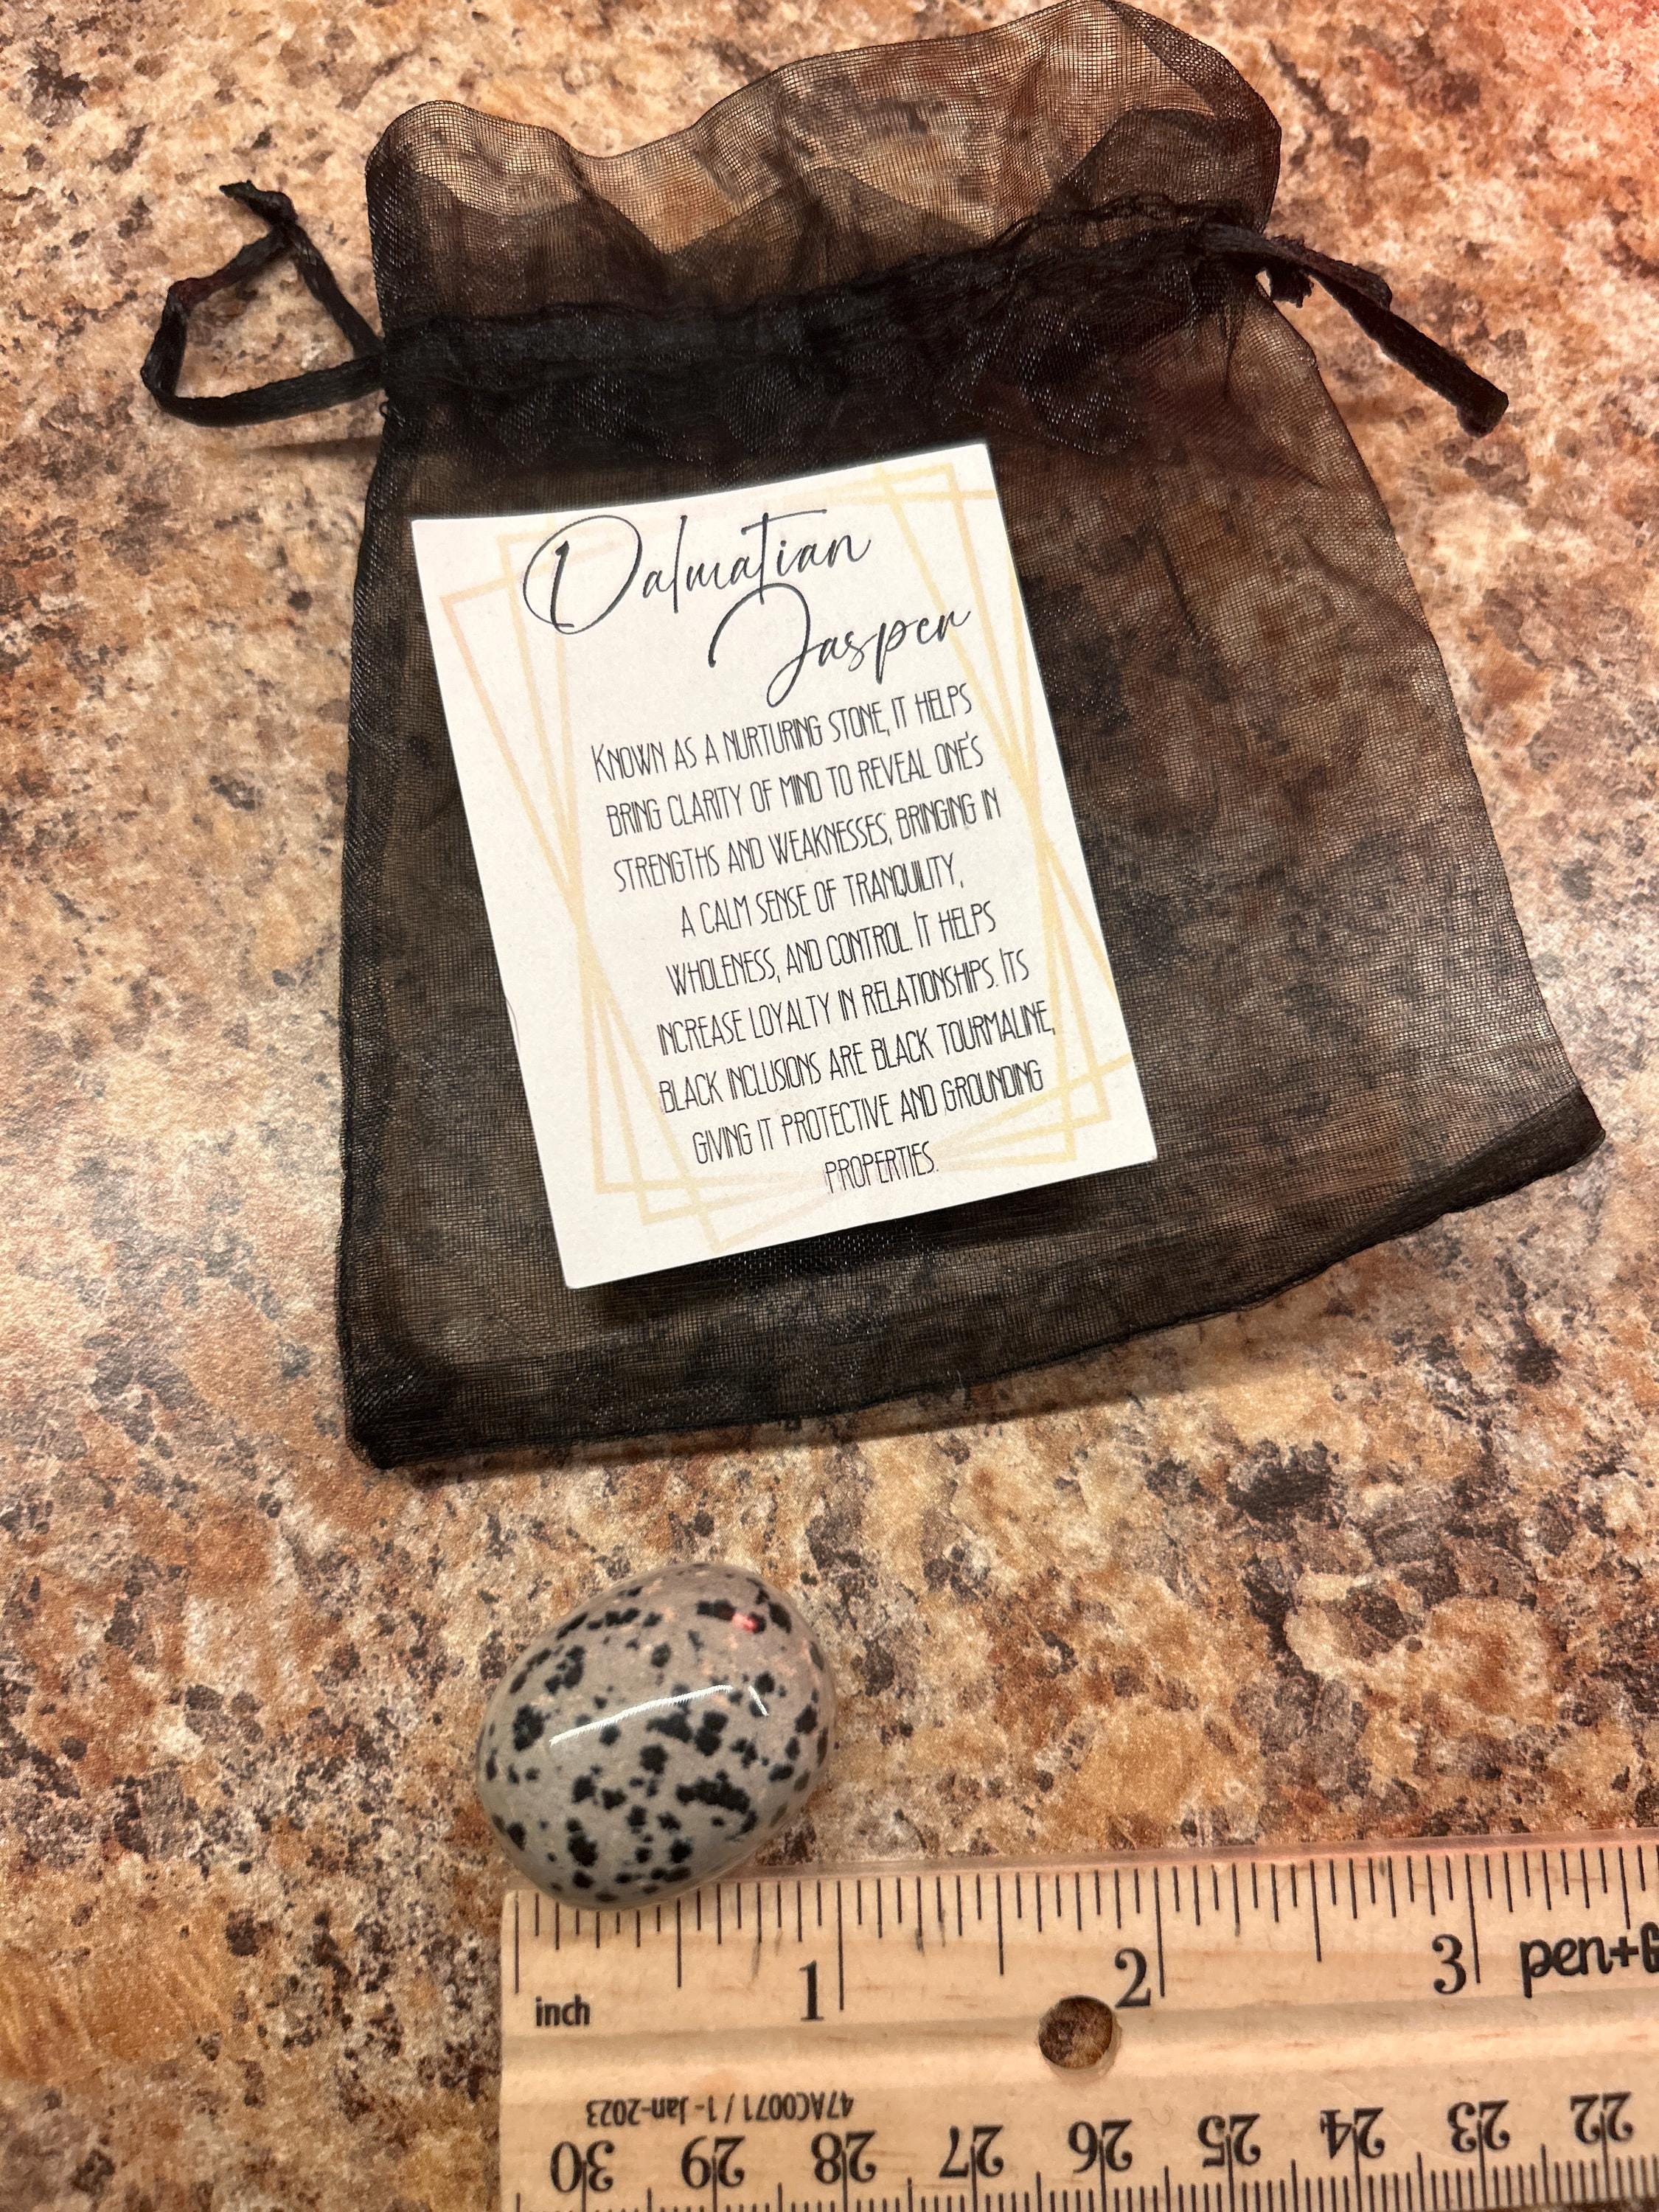 Dalmatian
Jasper
KNOWN AS A NURTURING STONE, IT HELPS
BRING CLARITY OF MIND TO REVEAL ONE'S
STRENGTHS AND WEAKNESSES, BRINGING IN
A CALM SENSE OF TRANQUILITY,
WHOLENESS, AND CONTROL. IT HELPS
INCREASE LOYALTY IN RELATIONSHIPS. ITS
BLACK INCLUSIONS ARE BLACK TOURMALINE,
GIVING IT PROTECTIVE AND GROUNDING
PROPERTIES.
1 2 3 pen+G
inch
47AC0071 / 1-Jan-2023
30 29 28 27 26 25 24 23 22